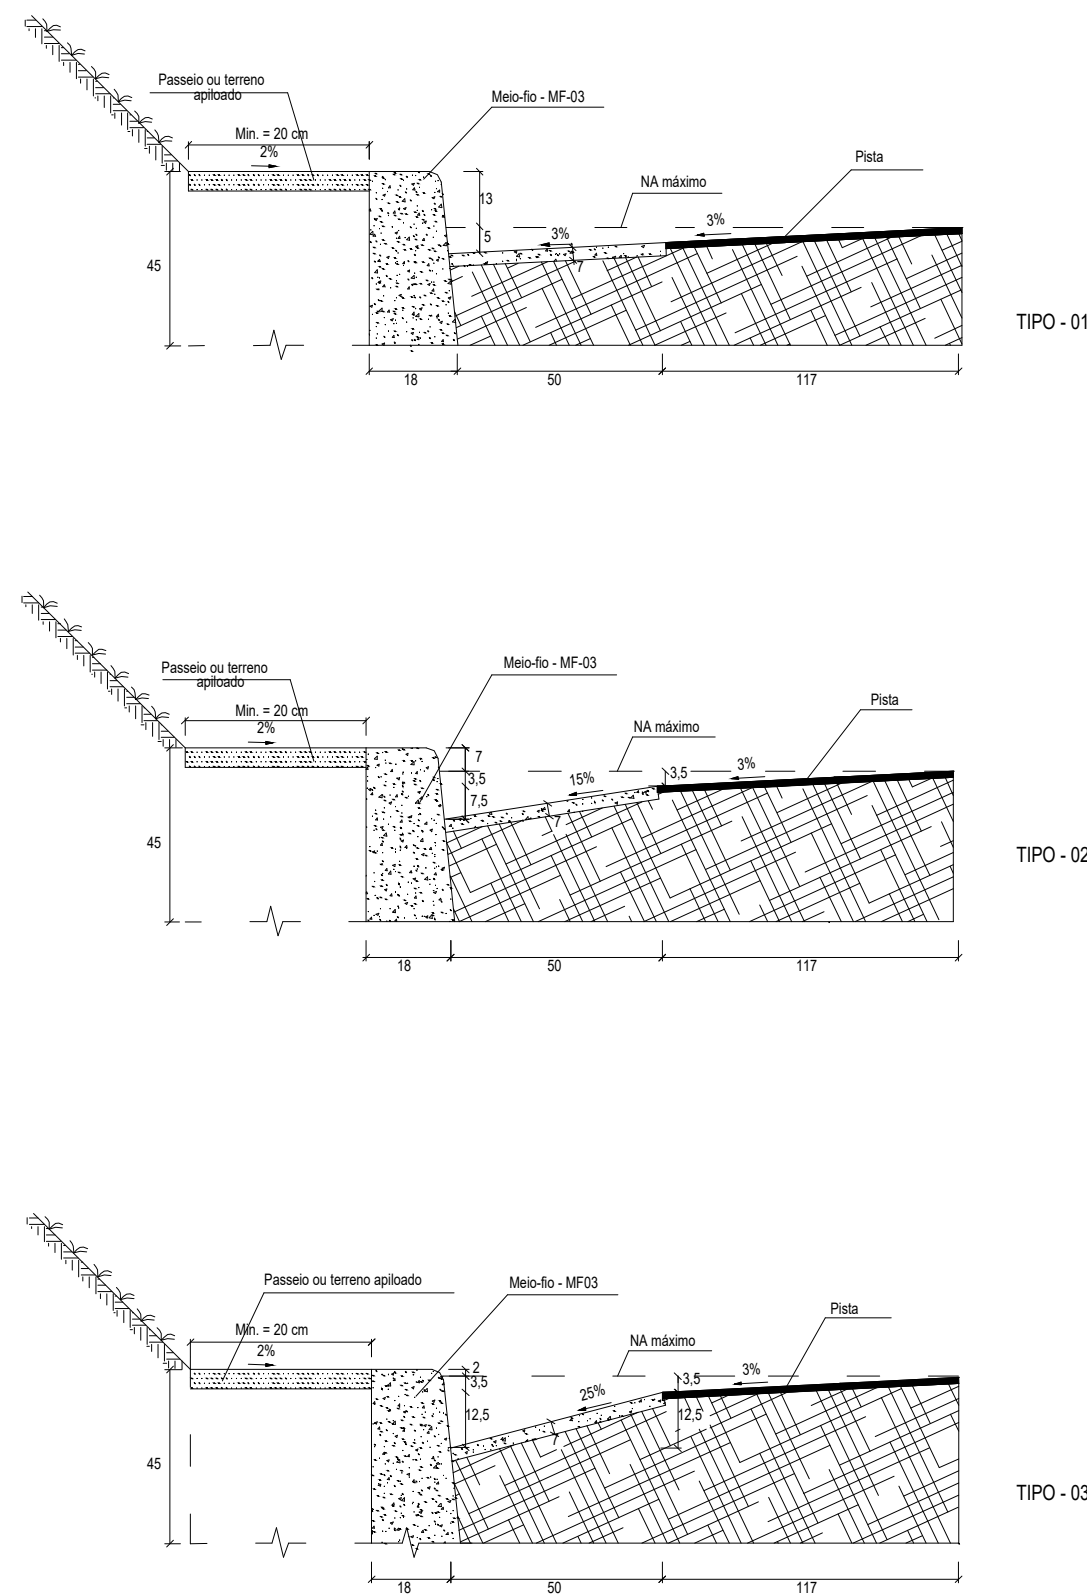 Passeio ou terreno
apiloado
Meio-fio - MF-03
Min. = 20 cm
2%
Pista
NA máximo
13
3%
5
3%
7
45
TIPO - 01
18
50
117
Passeio ou terreno
apiloado
Meio-fio - MF-03
Min. = 20 cm
2%
Pista
NA máximo
7
3,5
7,5
15%
3,5
3%
7
45
TIPO - 02
18
50
117
Passeio ou terreno apiloado
Meio-fio - MF03
Min. = 20 cm
2%
Pista
NA máximo
2
3,5
12,5
25%
3,5
12,5
3%
7
45
TIPO - 03
18
50
117